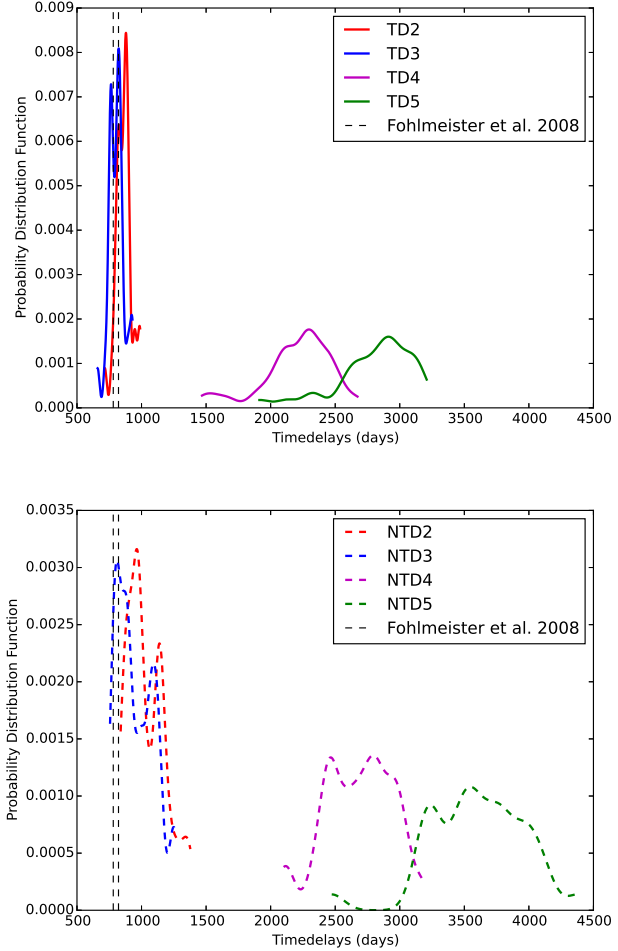 0.009
0.008
0.007
0.006
0.005
0.004
0.003
0.002
0.001
0.000
Probability Distribution Function
TD2
TD3
TD4
TD5
Fohlmeister et al. 2008
500 1000 1500 2000 2500 3000 3500 4000 4500
Timedelays (days)
0.0035
0.0030
0.0025
0.0020
0.0015
0.0010
0.0005
0.0000
Probability Distribution Function
NTD2
NTD3
NTD4
NTD5
Fohlmeister et al. 2008
500 1000 1500 2000 2500 3000 3500 4000 4500
Timedelays (days)